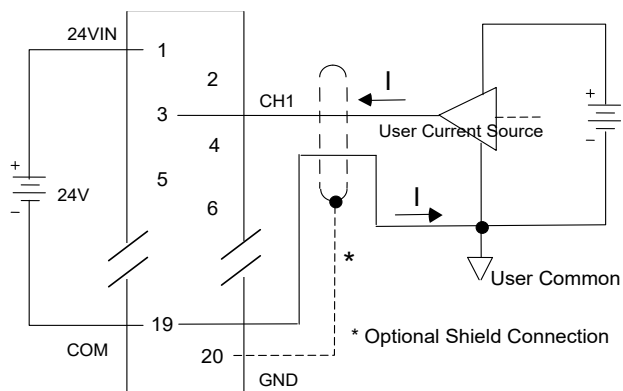 24VIN
1
2
CH1
I
3
User Current Source
+
4
+
24V
5
−
−
6
I
*
User Common
19
* Optional Shield Connection
COM
20
GND